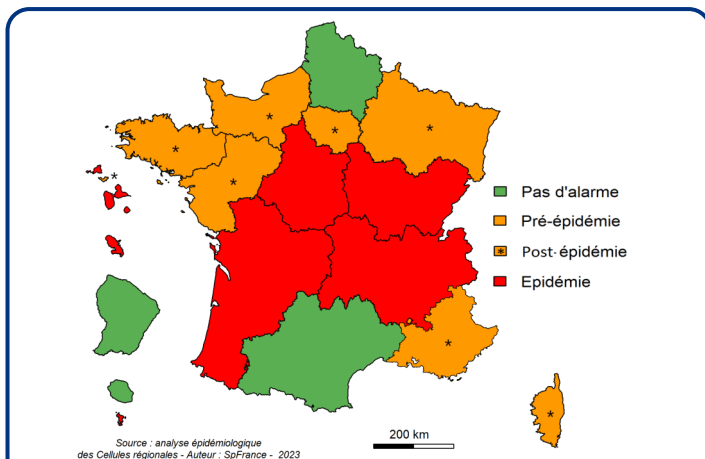 Pas d'alarme
Pré-épidémie
Post-épidémie
Epidémie
200 km
Source : analyse épidémiologique
des Cellules régionales - Auteur : SpFrance - 2023